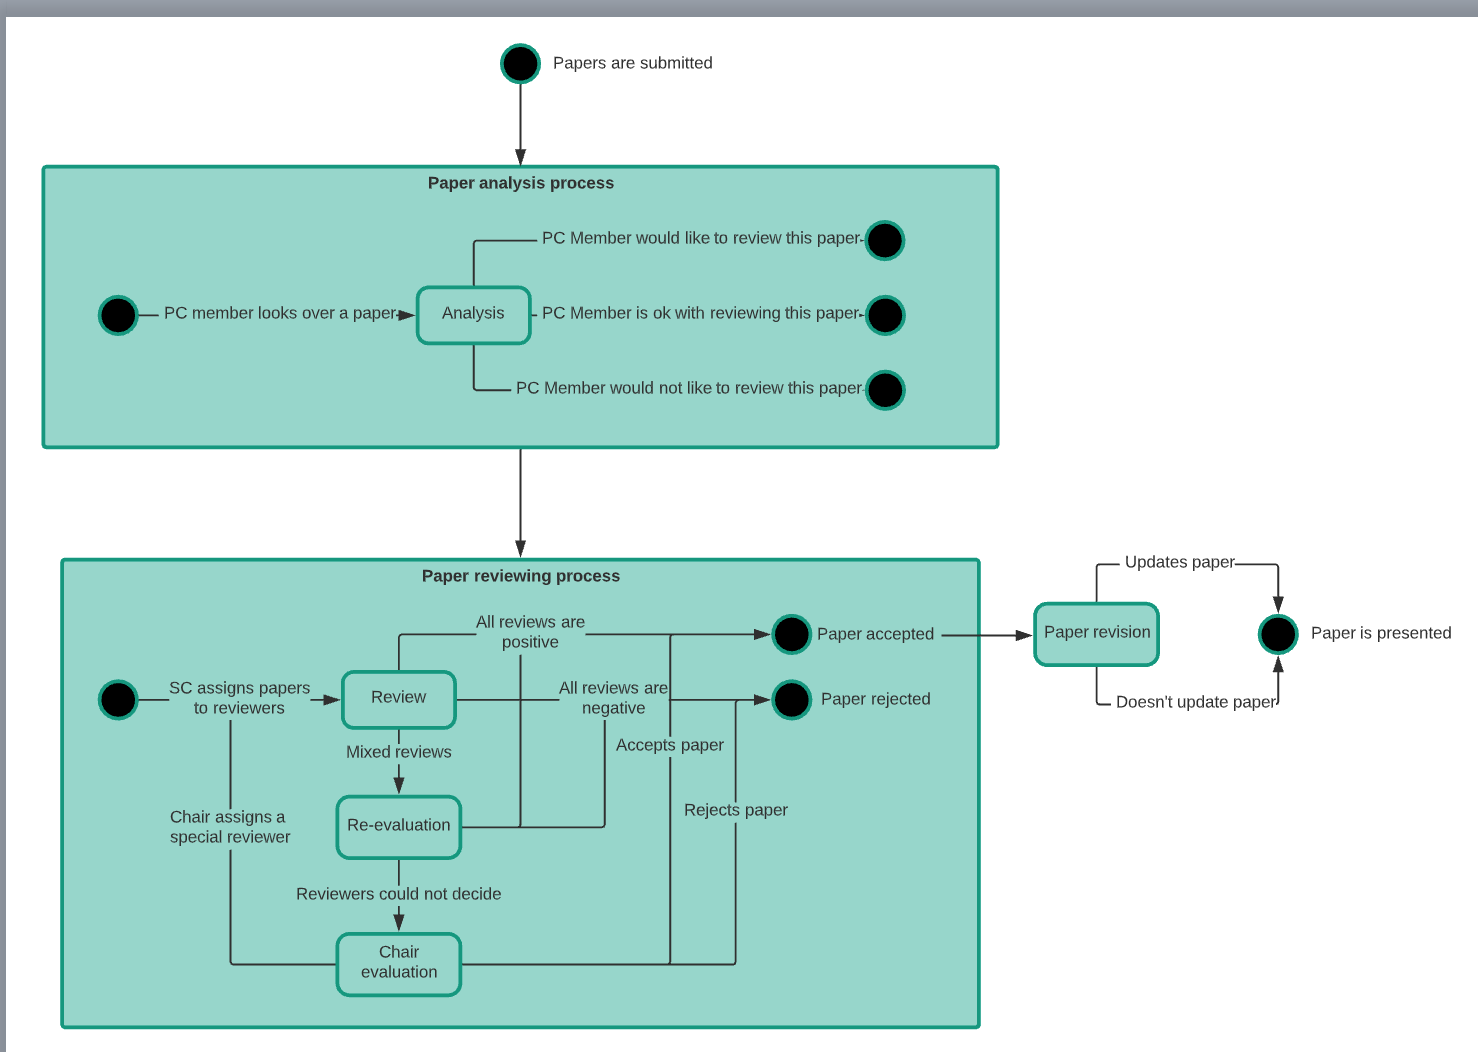 Papers are submitted
Paper analysis process
PC Member would like to review this paper
PC member looks over a paper
Analysis
PC Member is ok with reviewing this paper
PC Member would not like to review this paper
Paper reviewing process
All reviews are
positive
Paper accepted
SC assigns papers
to reviewers
Review
All reviews are
negative
Paper rejected
Mixed reviews
Accepts paper
Chair assigns a
special reviewer
Re-evaluation
Rejects paper
Reviewers could not decide
Chair
evaluation
Updates paper
Paper revision
Paper is presented
Doesn't update paper